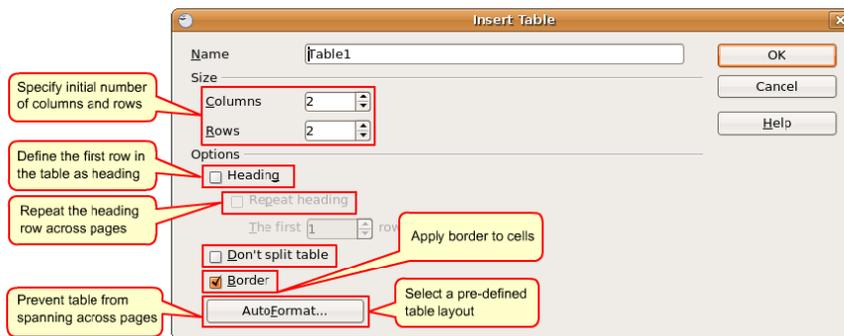 Insert Table
Name
Table1
OK
Size
Cancel
Specify initial number
of columns and rows
Columns
2
Rows
2
Help
Options
Define the first row in
the table as heading
Heading
Repeat the heading
row across pages
Repeat heading
The first
1
Apply border to cells
Don't split table
Border
Prevent table from
spanning across pages
AutoFormat...
Select a pre-defined
table layout